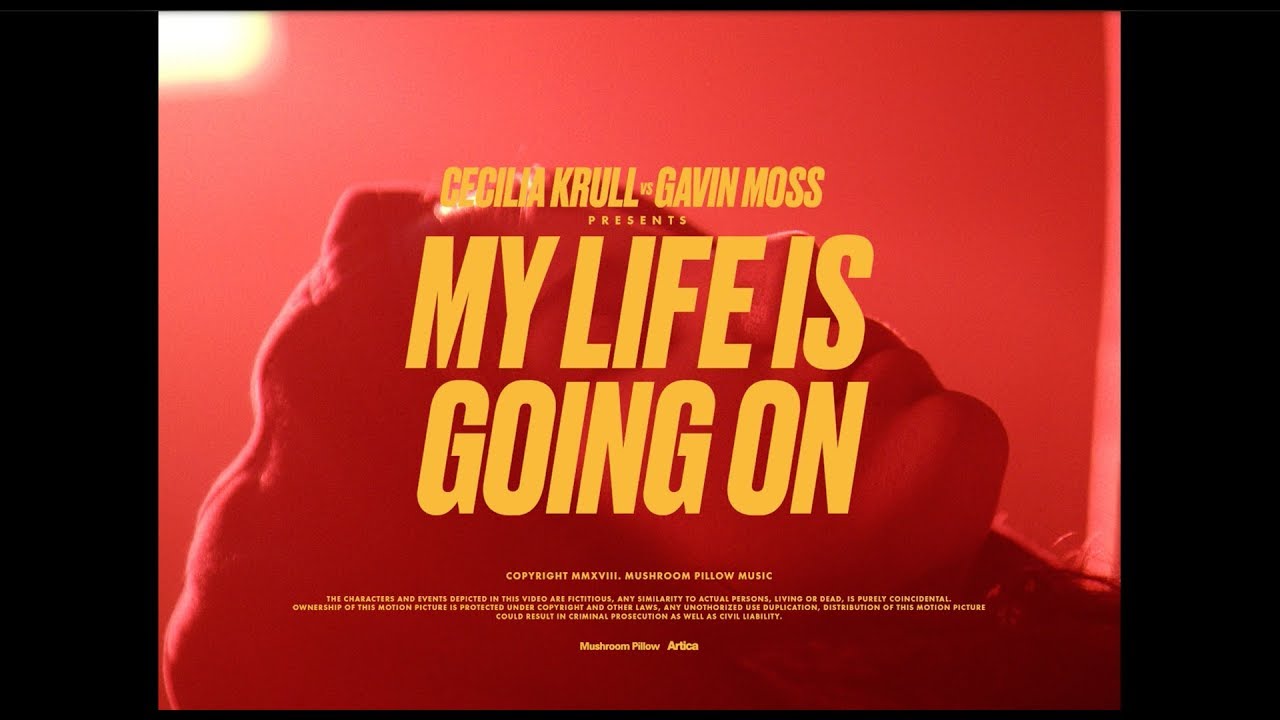 CECILIA KRULL VS GAVIN MOSS
PRESENTS
MY LIFE IS
GOING ON
COPYRIGHT MMXVIII. MUSHROOM PILLOW MUSIC
THE CHARACTERS AND EVENTS DEPICTED IN THIS VIDEO ARE FICTITIOUS, ANY SIMILARITY TO ACTUAL PERSONS, LIVING OR DEAD, IS PURELY COINCIDENTAL.
OWNERSHIP OF THIS MOTION PICTURE IS PROTECTED UNDER COPYRIGHT AND OTHER LAWS, ANY UNOTHORIZED USE DUPLICATION, DISTRIBUTION OF THIS MOTION PICTURE
COULD RESULT IN CRIMINAL PROSECUTION AS WELL AS CIVIL LIABILITY.
Mushroom Pillow Artica